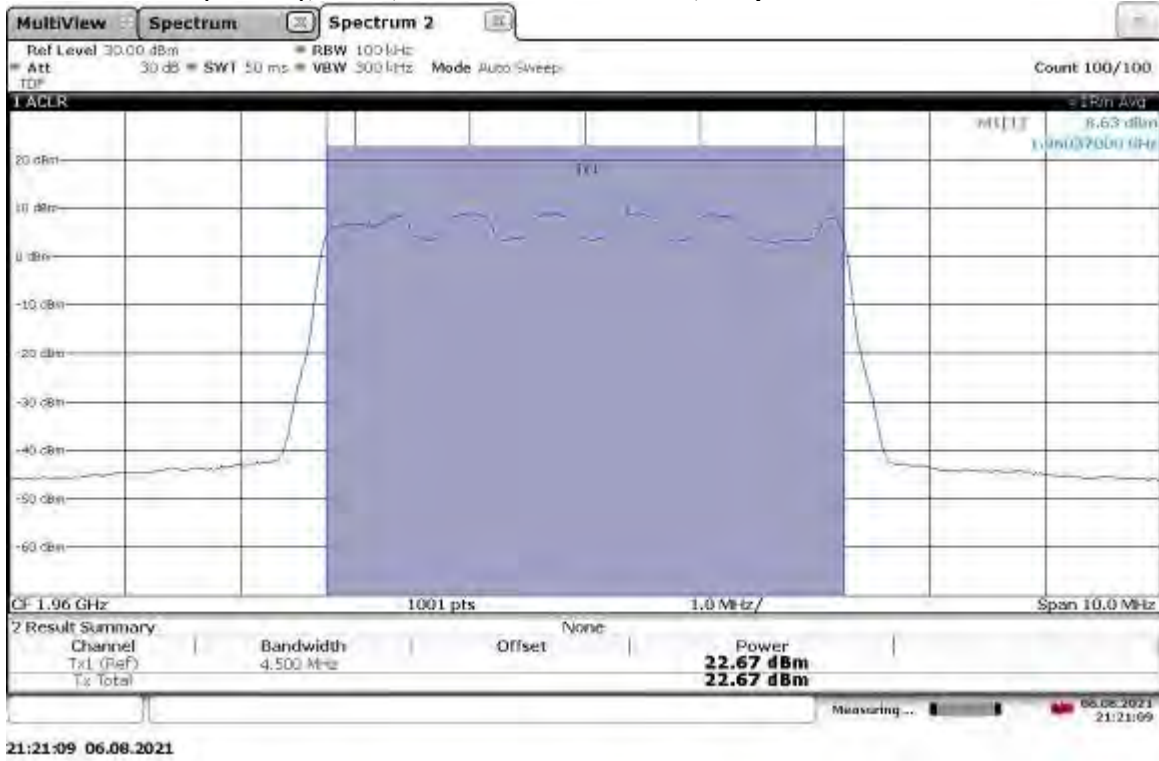 MultiView Spectrum Spectrum 2
Ref Level 30.00 dBm RBW 100 kHz
Att 30 dB SWT 50 ms VBW 300 kHz Mode Auto Sweep Count 100/100
TDF
1 ACLR 1Rm Avg
M1[1] 8.63 dBm
1.96037000 GHz
20 dBm
Tx1
10 dBm
0 dBm
-10 dBm
-20 dBm
-30 dBm
-40 dBm
-50 dBm
-60 dBm
CF 1.96 GHz 1001 pts 1.0 MHz/ Span 10.0 MHz
2 Result Summary None
Channel Bandwidth Offset Power
Tx1 (Ref) 4.500 MHz 22.67 dBm
Tx Total 22.67 dBm
Measuring... 06.08.2021
21:21:09
21:21:09 06.08.2021